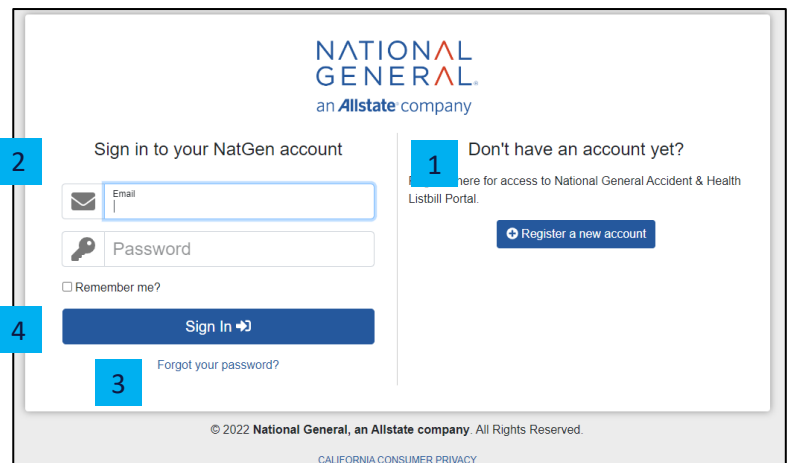 NATIONAL
GENERAL.
an Allstate company
2
Sign in to your NatGen account
Email
Password
Remember me?
4
Sign In
3
Forgot your password?
1
Don't have an account yet?
here for access to National General Accident & Health
Listbill Portal.
Register a new account
© 2022 National General, an Allstate company. All Rights Reserved.
CALIFORNIA CONSUMER PRIVACY